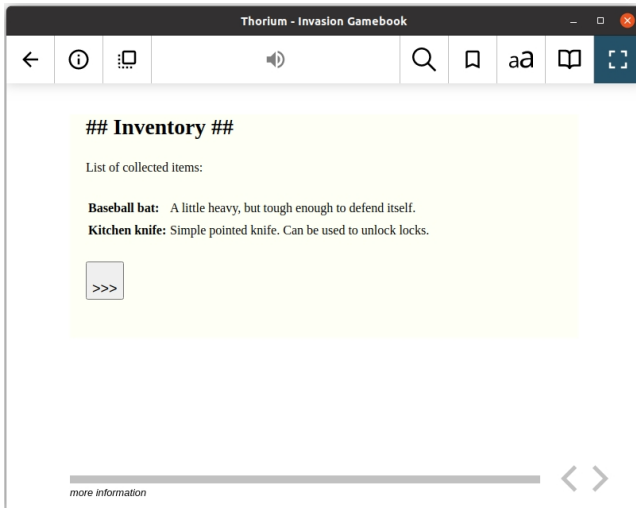 Thorium - Invasion Gamebook
aa
## Inventory ##
List of collected items:
Baseball bat: A little heavy, but tough enough to defend itself.
Kitchen knife: Simple pointed knife. Can be used to unlock locks.
>>>
more information